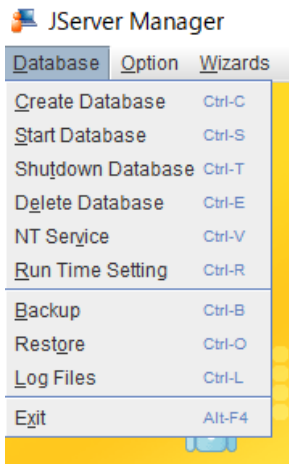 JServer Manager
Database Option Wizards
Create Database Ctrl-C
Start Database Ctrl-S
Shutdown Database Ctrl-T
Delete Database Ctrl-E
NT Service Ctrl-V
Run Time Setting Ctrl-R
Backup Ctrl-B
Restore Ctrl-O
Log Files Ctrl-L
Exit Alt-F4